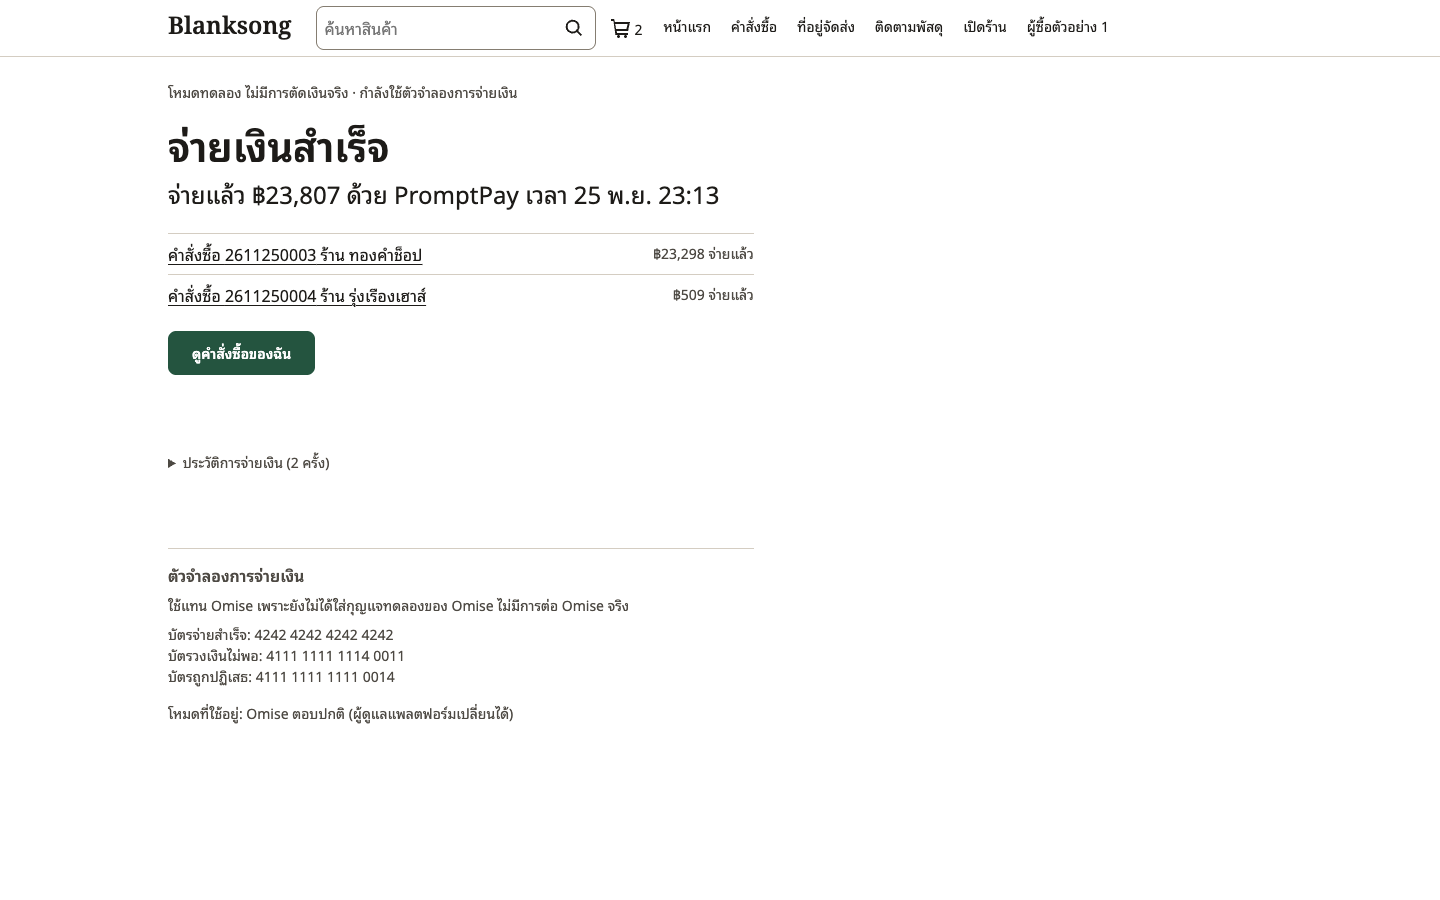 Blanksong
ค้นหาสินค้า
2
หน้าแรก
คำสั่งซื้อ
ที่อยู่จัดส่ง
ติดตามพัสดุ
เปิดร้าน
ผู้ซื้อตัวอย่าง 1
โหมดทดลอง ไม่มีการตัดเงินจริง · กำลังใช้ตัวจำลองการจ่ายเงิน
จ่ายเงินสำเร็จ
จ่ายแล้ว ฿23,807 ด้วย PromptPay เวลา 25 พ.ย. 23:13
คำสั่งซื้อ 2611250003 ร้าน ทองคำช็อป
฿23,298 จ่ายแล้ว
คำสั่งซื้อ 2611250004 ร้าน รุ่งเรืองเฮาส์
฿509 จ่ายแล้ว
ดูคำสั่งซื้อของฉัน
ประวัติการจ่ายเงิน (2 ครั้ง)
ตัวจำลองการจ่ายเงิน
ใช้แทน Omise เพราะยังไม่ได้ใส่กุญแจทดลองของ Omise ไม่มีการต่อ Omise จริง
บัตรจ่ายสำเร็จ: 4242 4242 4242 4242
บัตรวงเงินไม่พอ: 4111 1111 1114 0011
บัตรถูกปฏิเสธ: 4111 1111 1111 0014
โหมดที่ใช้อยู่: Omise ตอบปกติ (ผู้ดูแลแพลตฟอร์มเปลี่ยนได้)